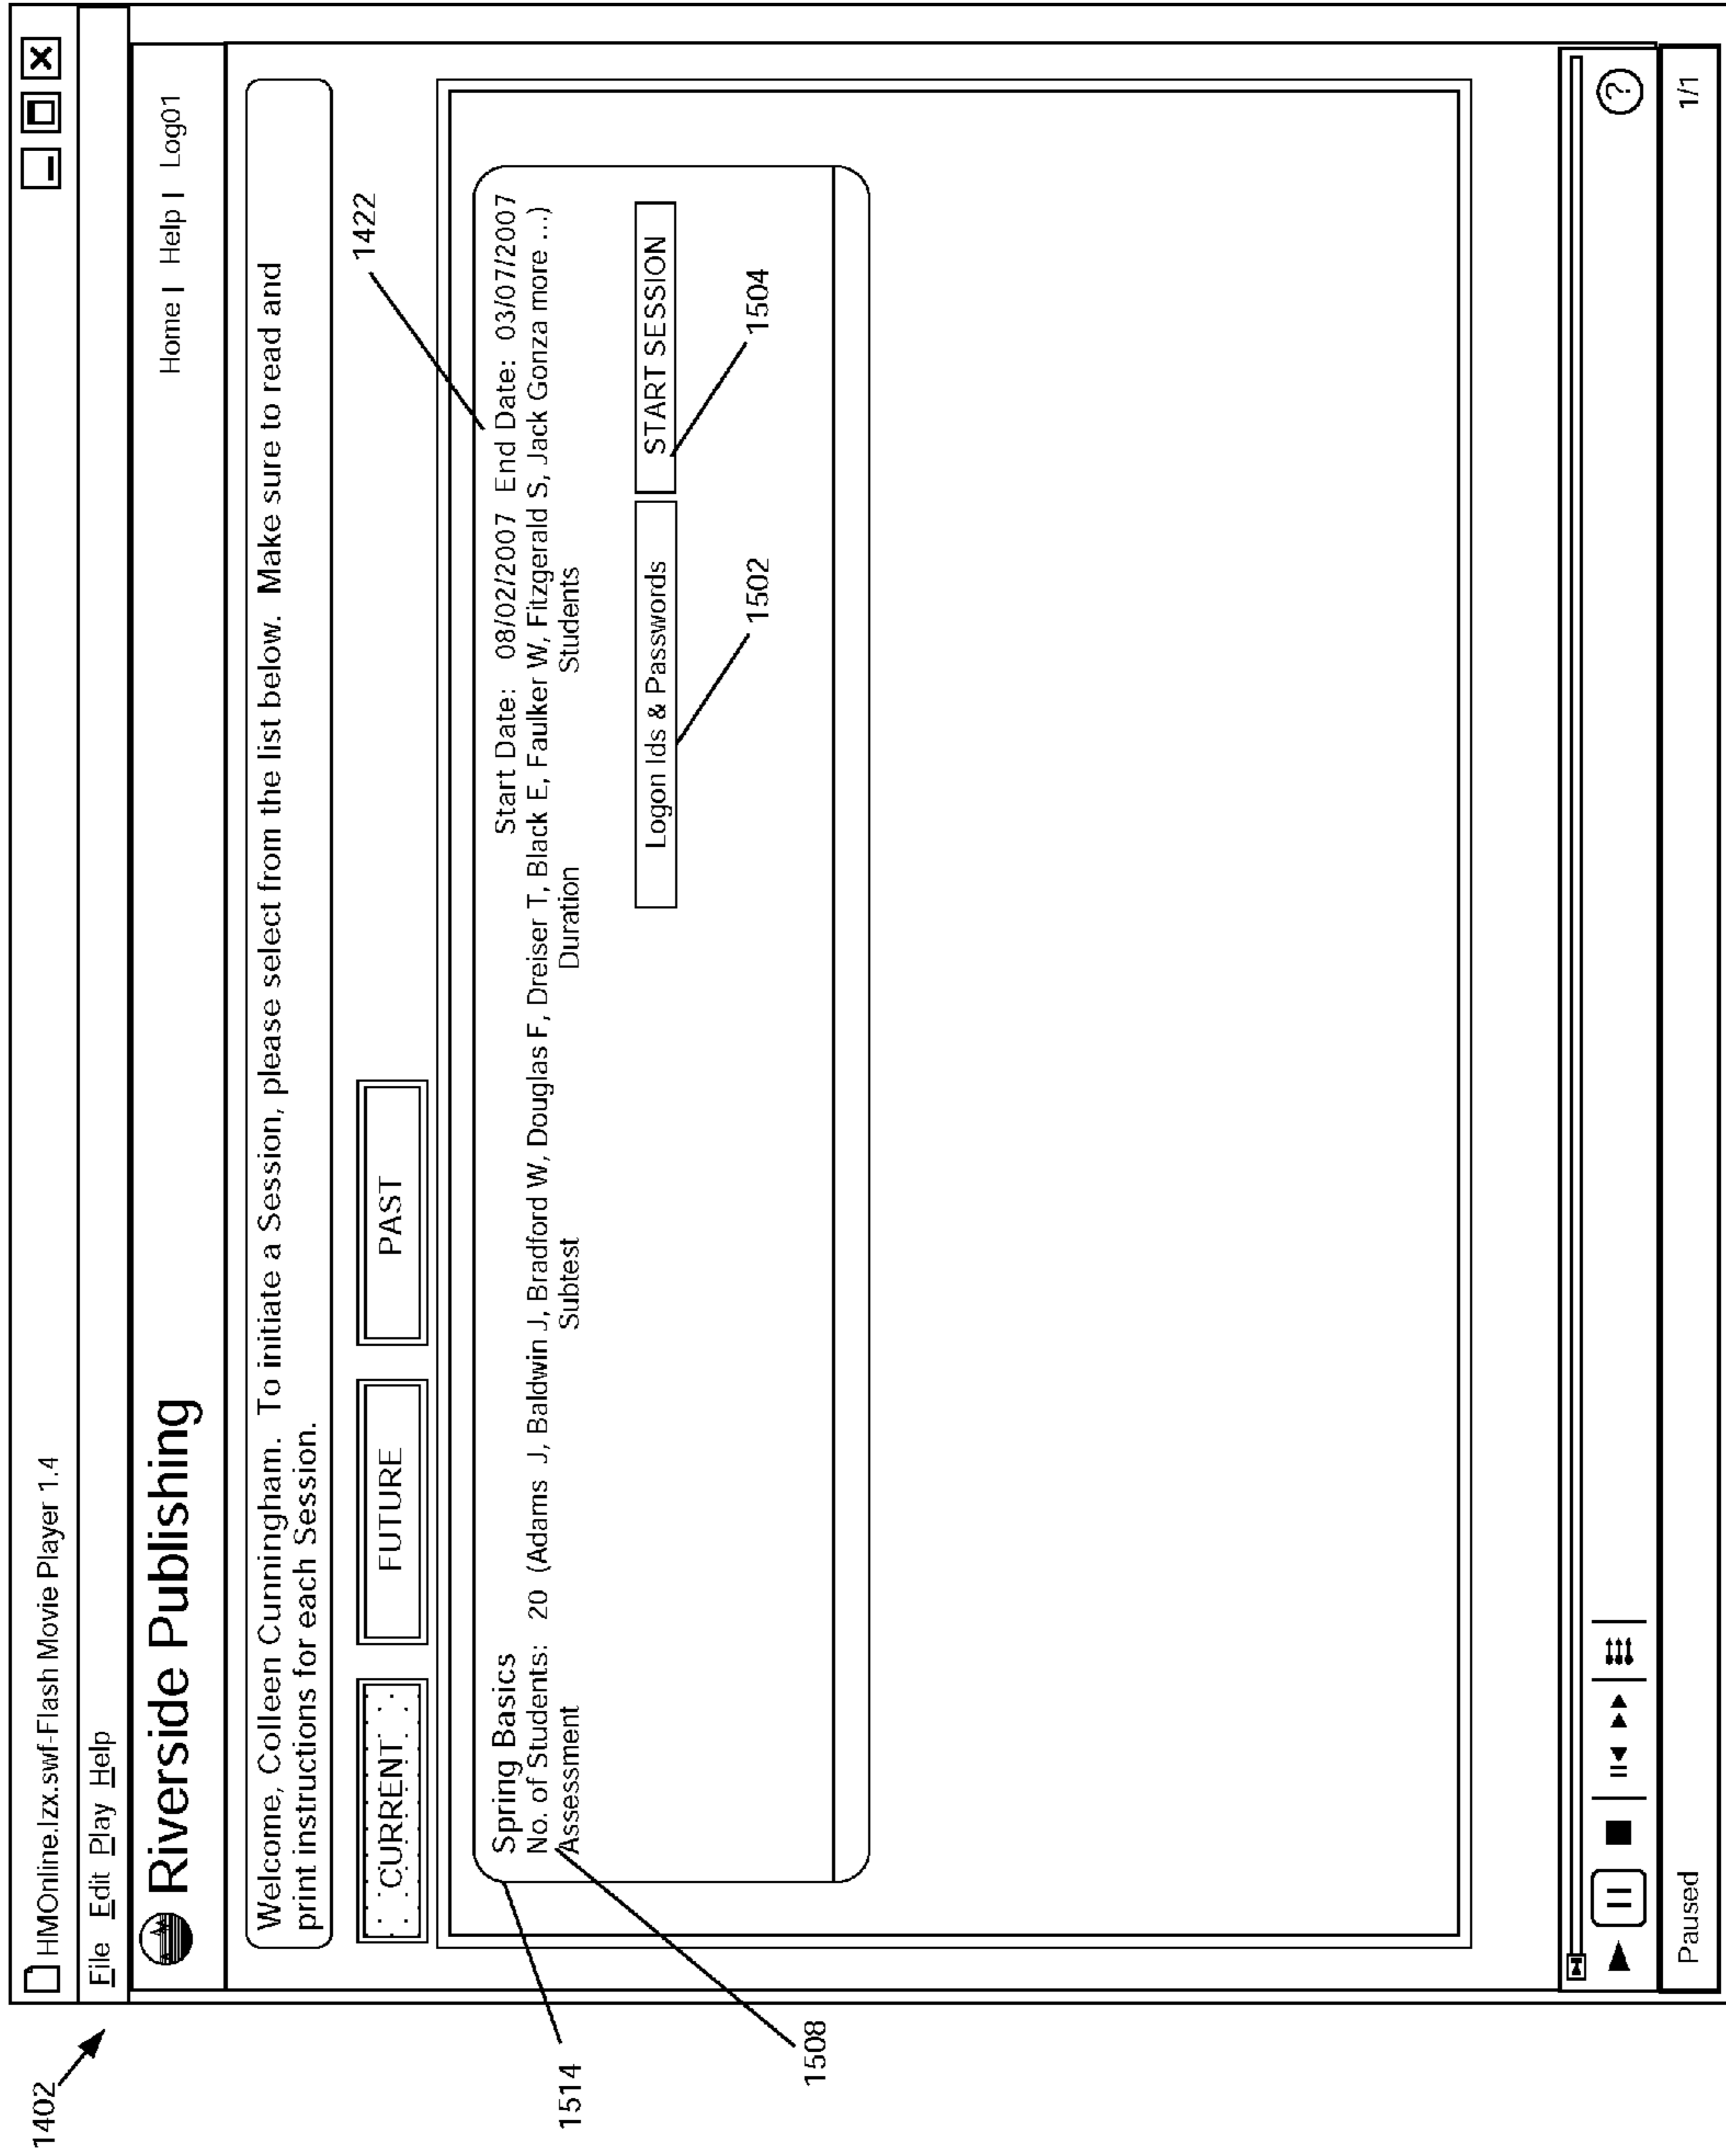 1402
HMOnline.lzx.swf-Flash Movie Player 1.4
File Edit Play Help
Riverside Publishing
Home | Help | Log01
Welcome, Colleen Cunningham. To initiate a Session, please select from the list below. Make sure to read and
print instructions for each Session.
CURRENT
FUTURE
PAST
1422
1514
Spring Basics
Start Date: 08/02/2007 End Date: 03/07/2007
No. of Students: 20 (Adams J, Baldwin J, Bradford W, Douglas F, Dreiser T, Black E, Faulker W, Fitzgerald S, Jack Gonza more ...)
Assessment Subtest Duration Students
Logon Ids & Passwords
START SESSION
1508
1502
1504
?
Paused
1/1